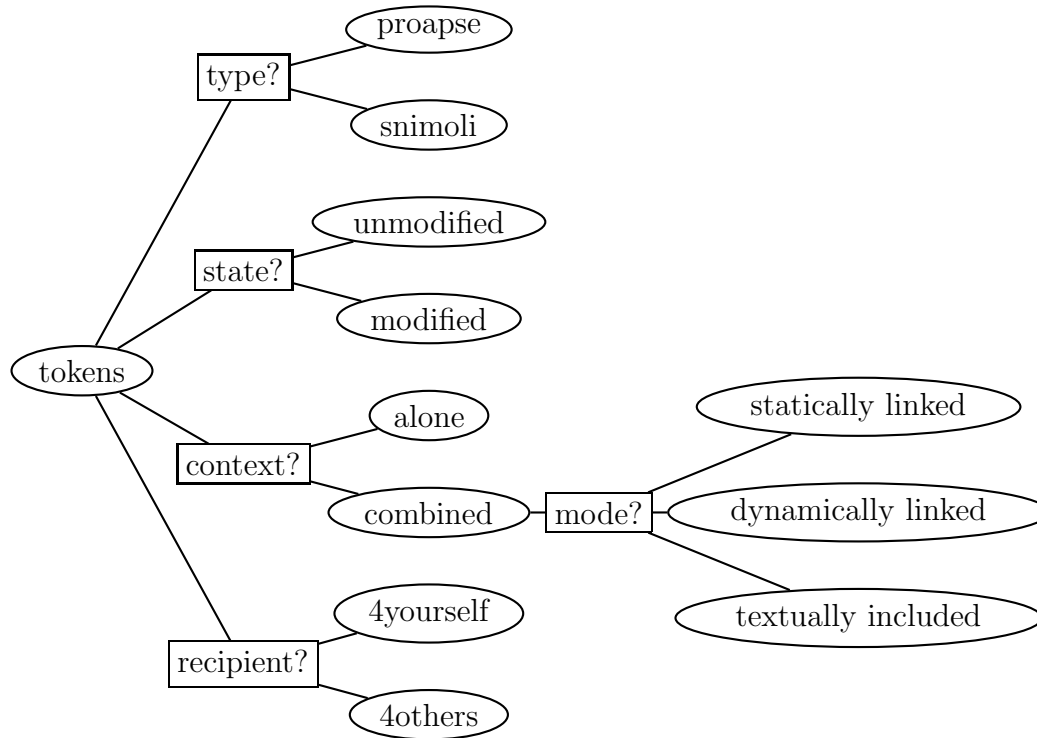 proapse
type?
snimoli
unmodified
state?
modified
tokens
alone
statically linked
context?
combined
mode?
dynamically linked
4yourself
textually included
recipient?
4others